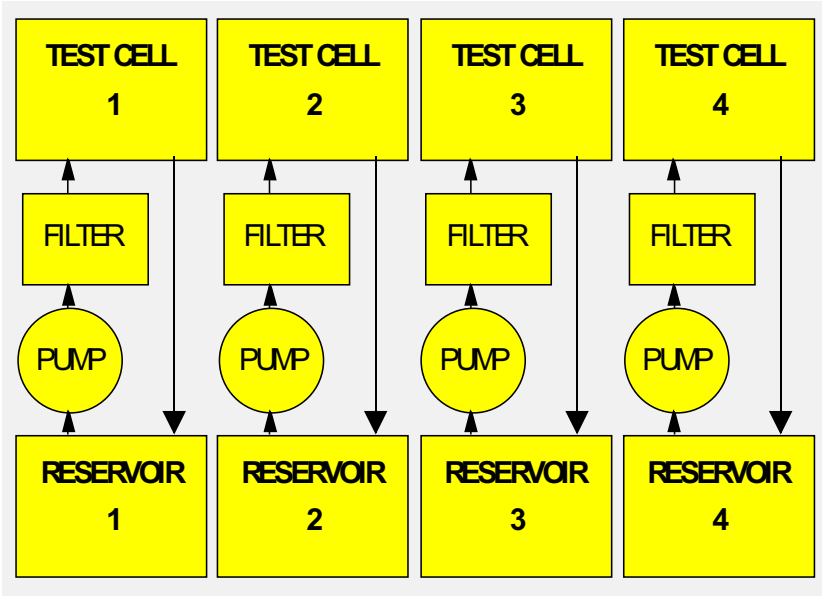 TEST CELL
1
TEST CELL
2
TEST CELL
3
TEST CELL
4
FILTER
FILTER
FILTER
FILTER
PUMP
PUMP
PUMP
PUMP
RESERVOIR
1
RESERVOIR
2
RESERVOIR
3
RESERVOIR
4